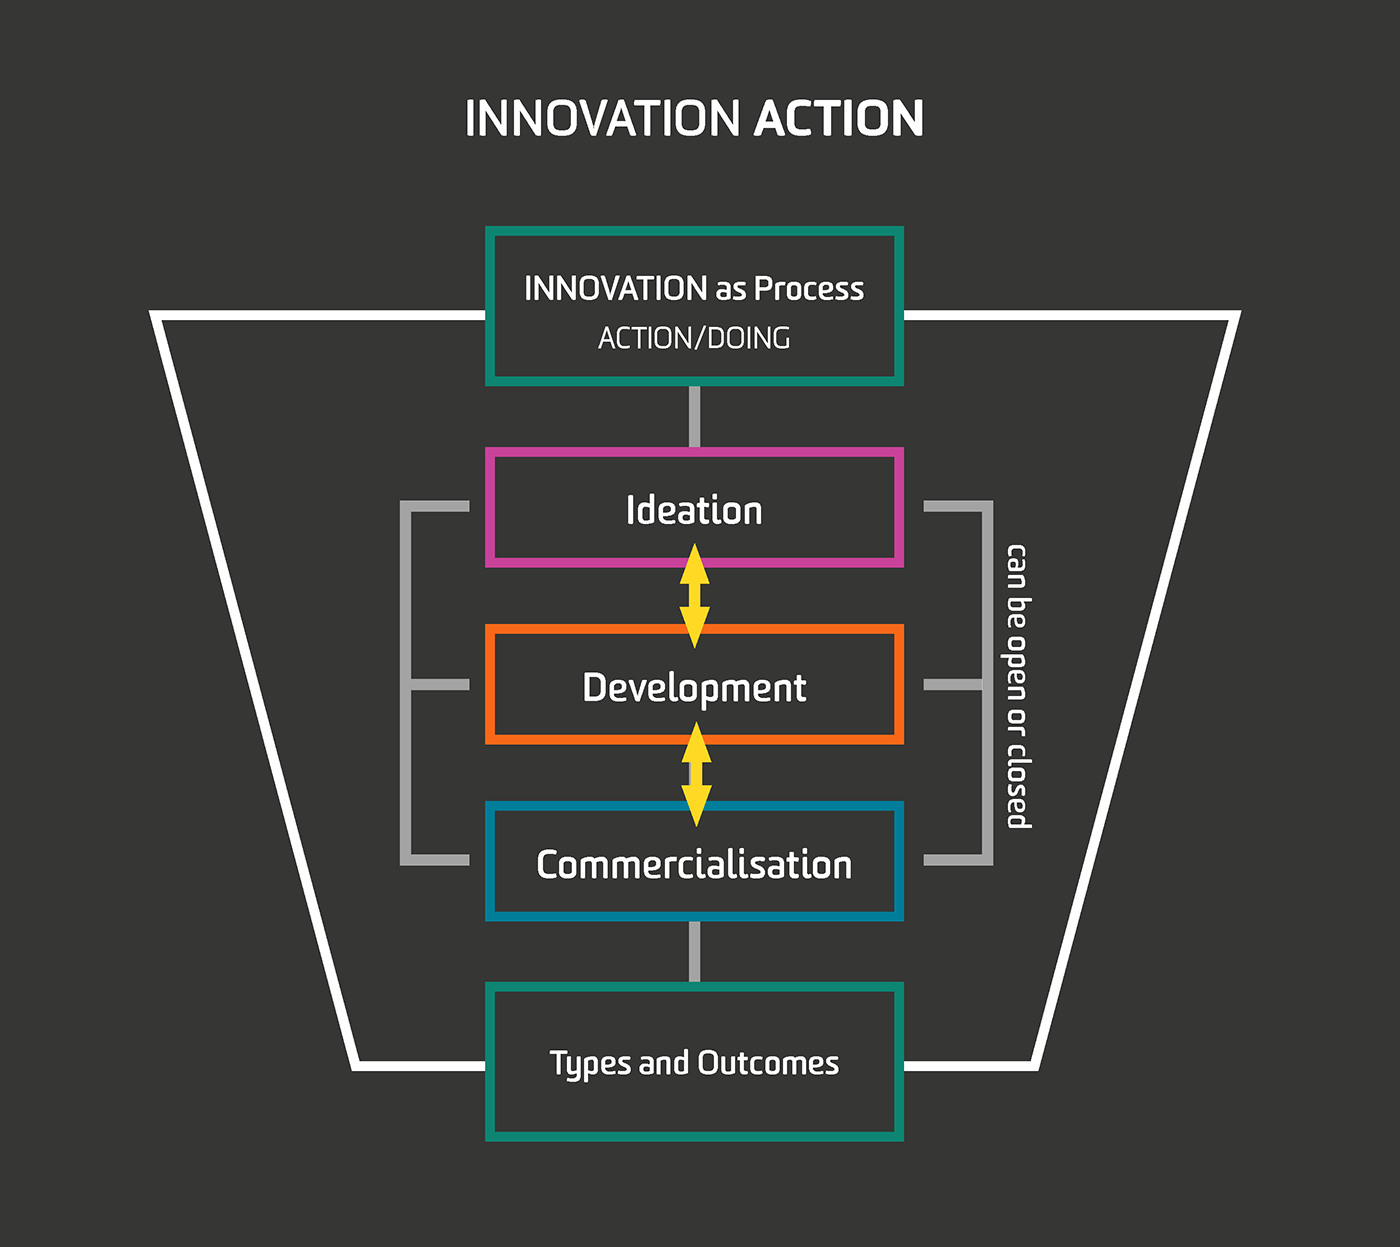 INNOVATION ACTION
INNOVATION as Process
ACTION/DOING
Ideation
Development
Commercialisation
can be open or closed
Types and Outcomes